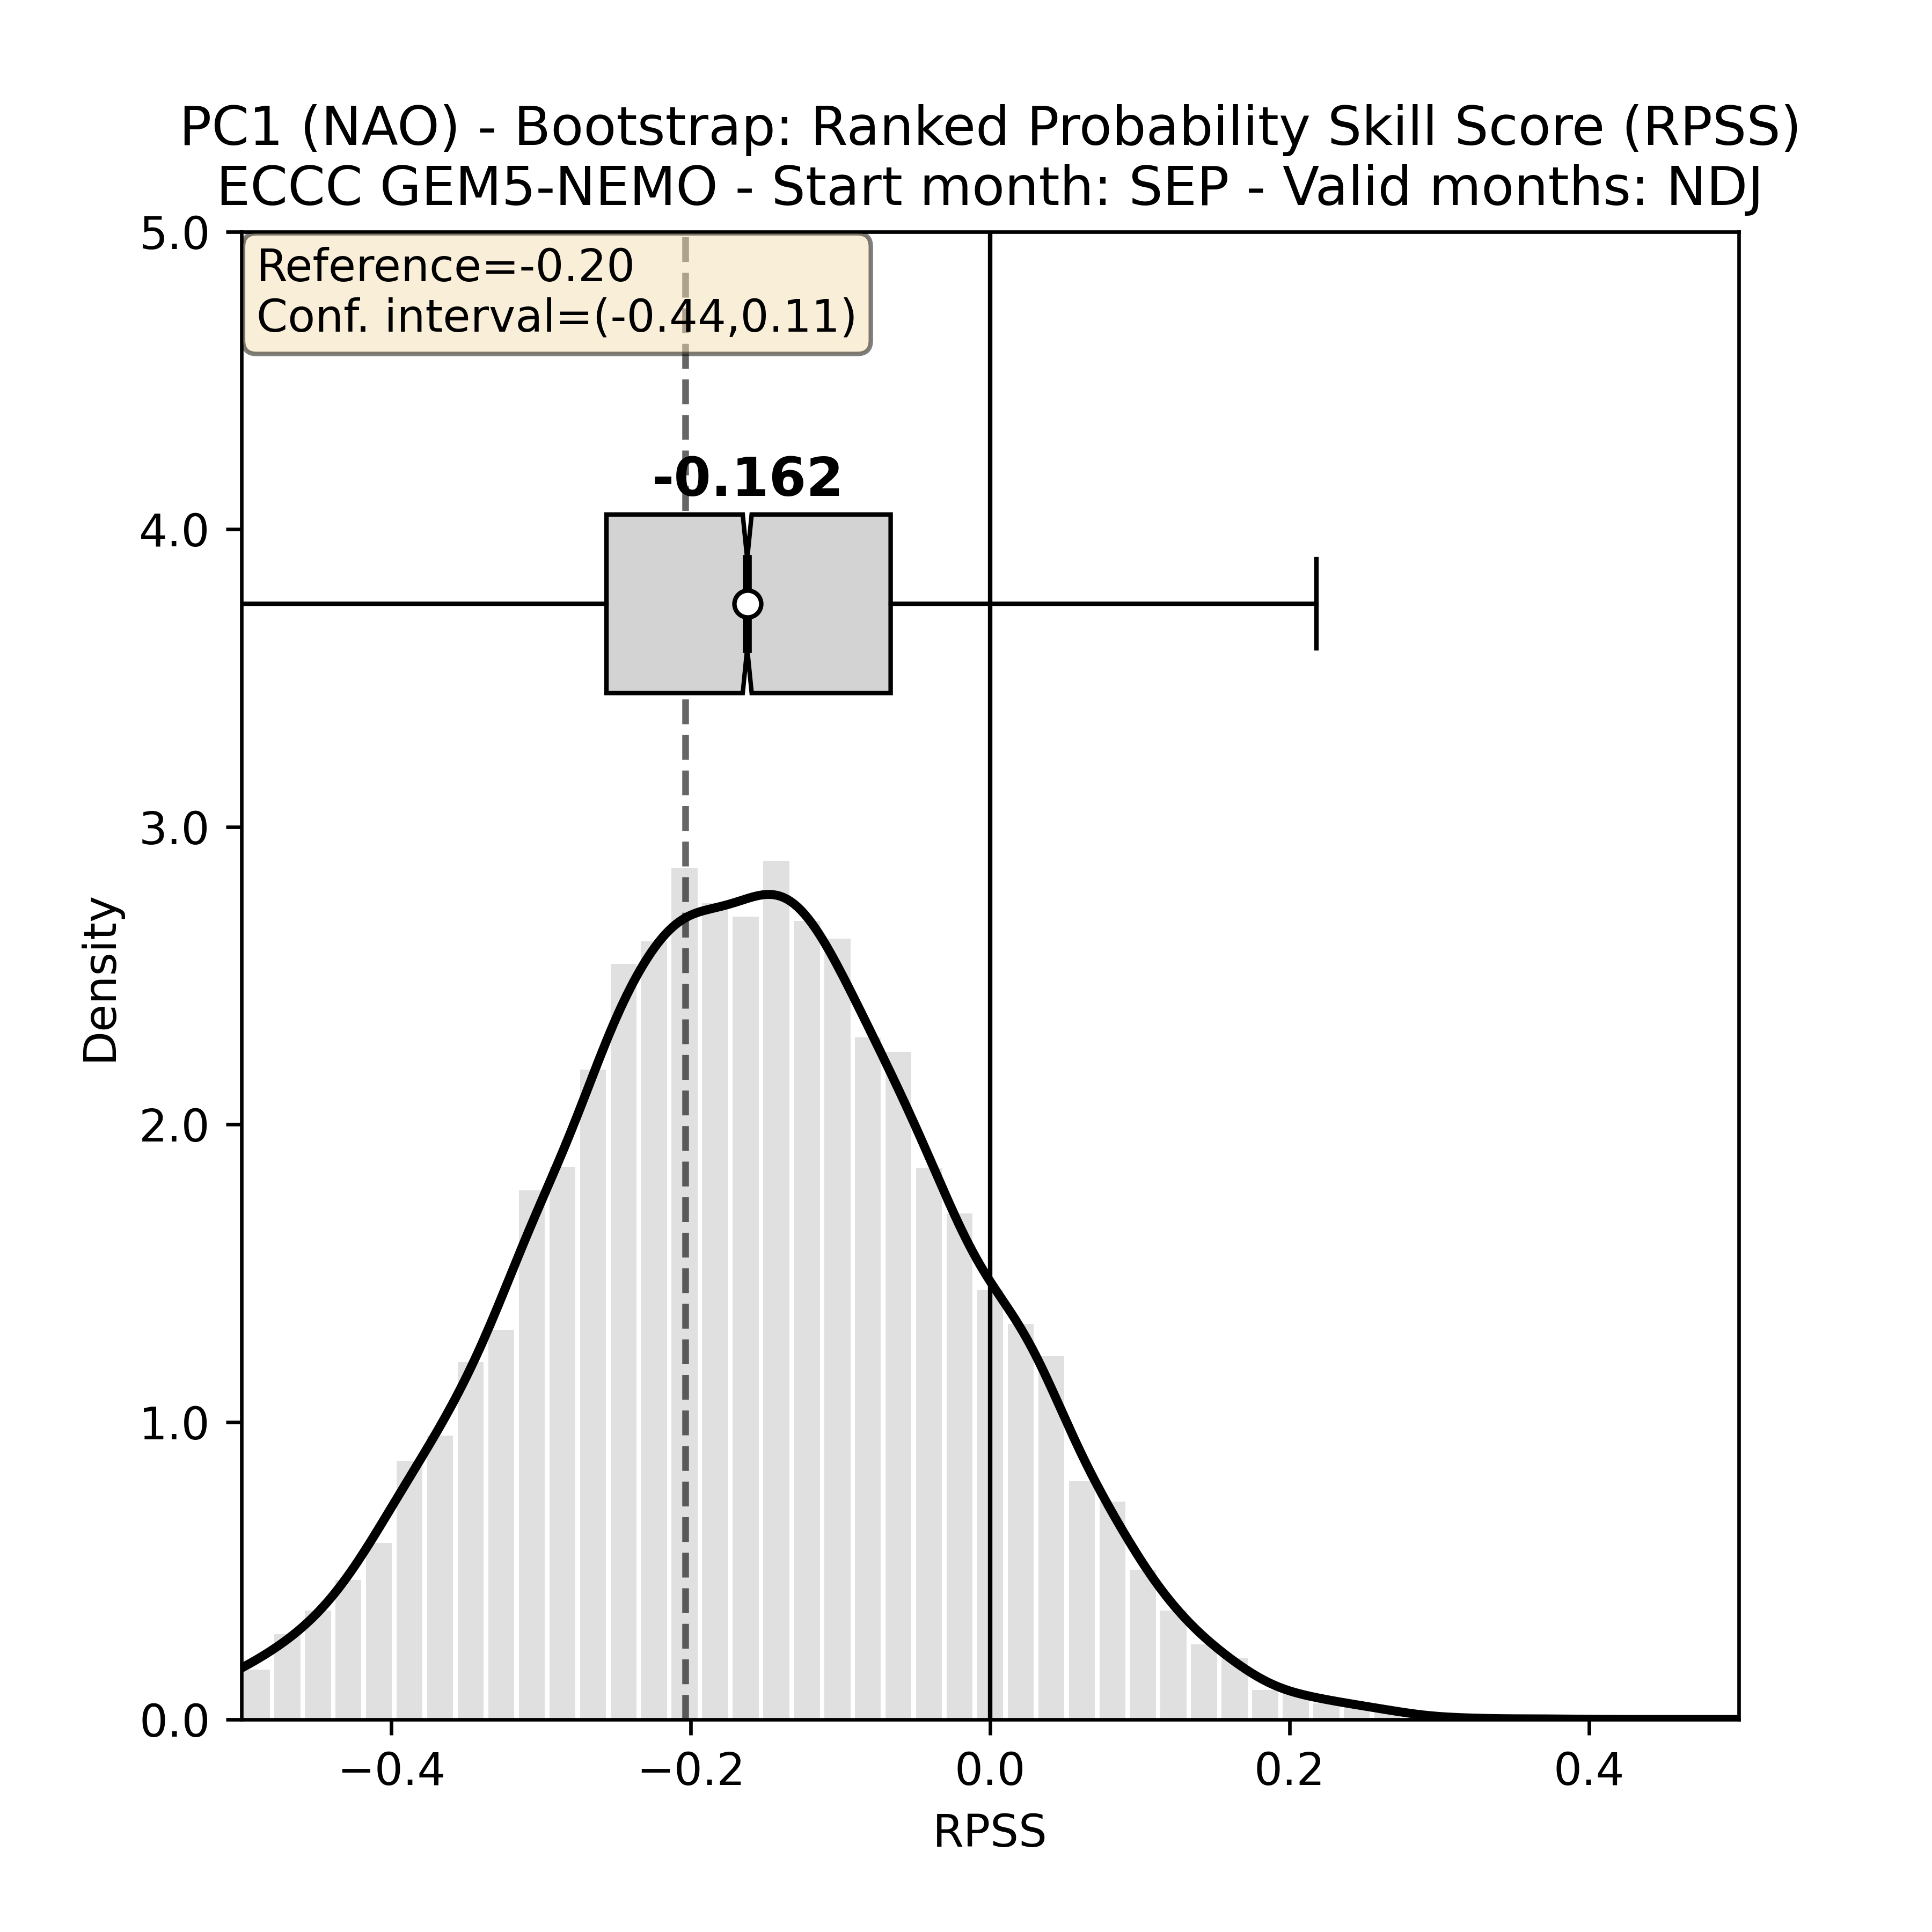 PC1 (NAO) - Bootstrap: Ranked Probability Skill Score (RPSS)
ECCC GEM5-NEMO - Start month: SEP - Valid months: NDJ
5.0
Reference=-0.20
Conf. interval=(-0.44,0.11)
-0.162
4.0
3.0
Density
2.0
1.0
0.0
−0.4 −0.2 0.0 0.2 0.4
RPSS